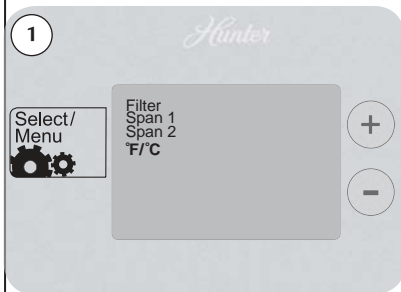 1
Hunter
Select/
Menu
Filter
Span 1
Span 2
°F/°C
+
-